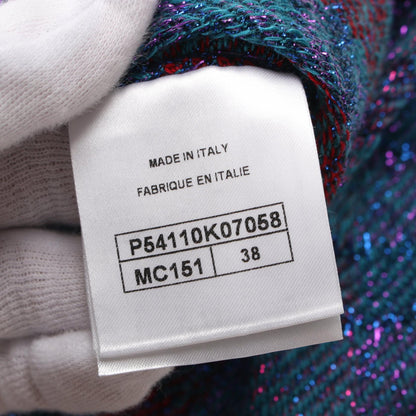 MADE IN ITALY
FABRIQUE EN ITALIE
P54110K07058
MC151 38